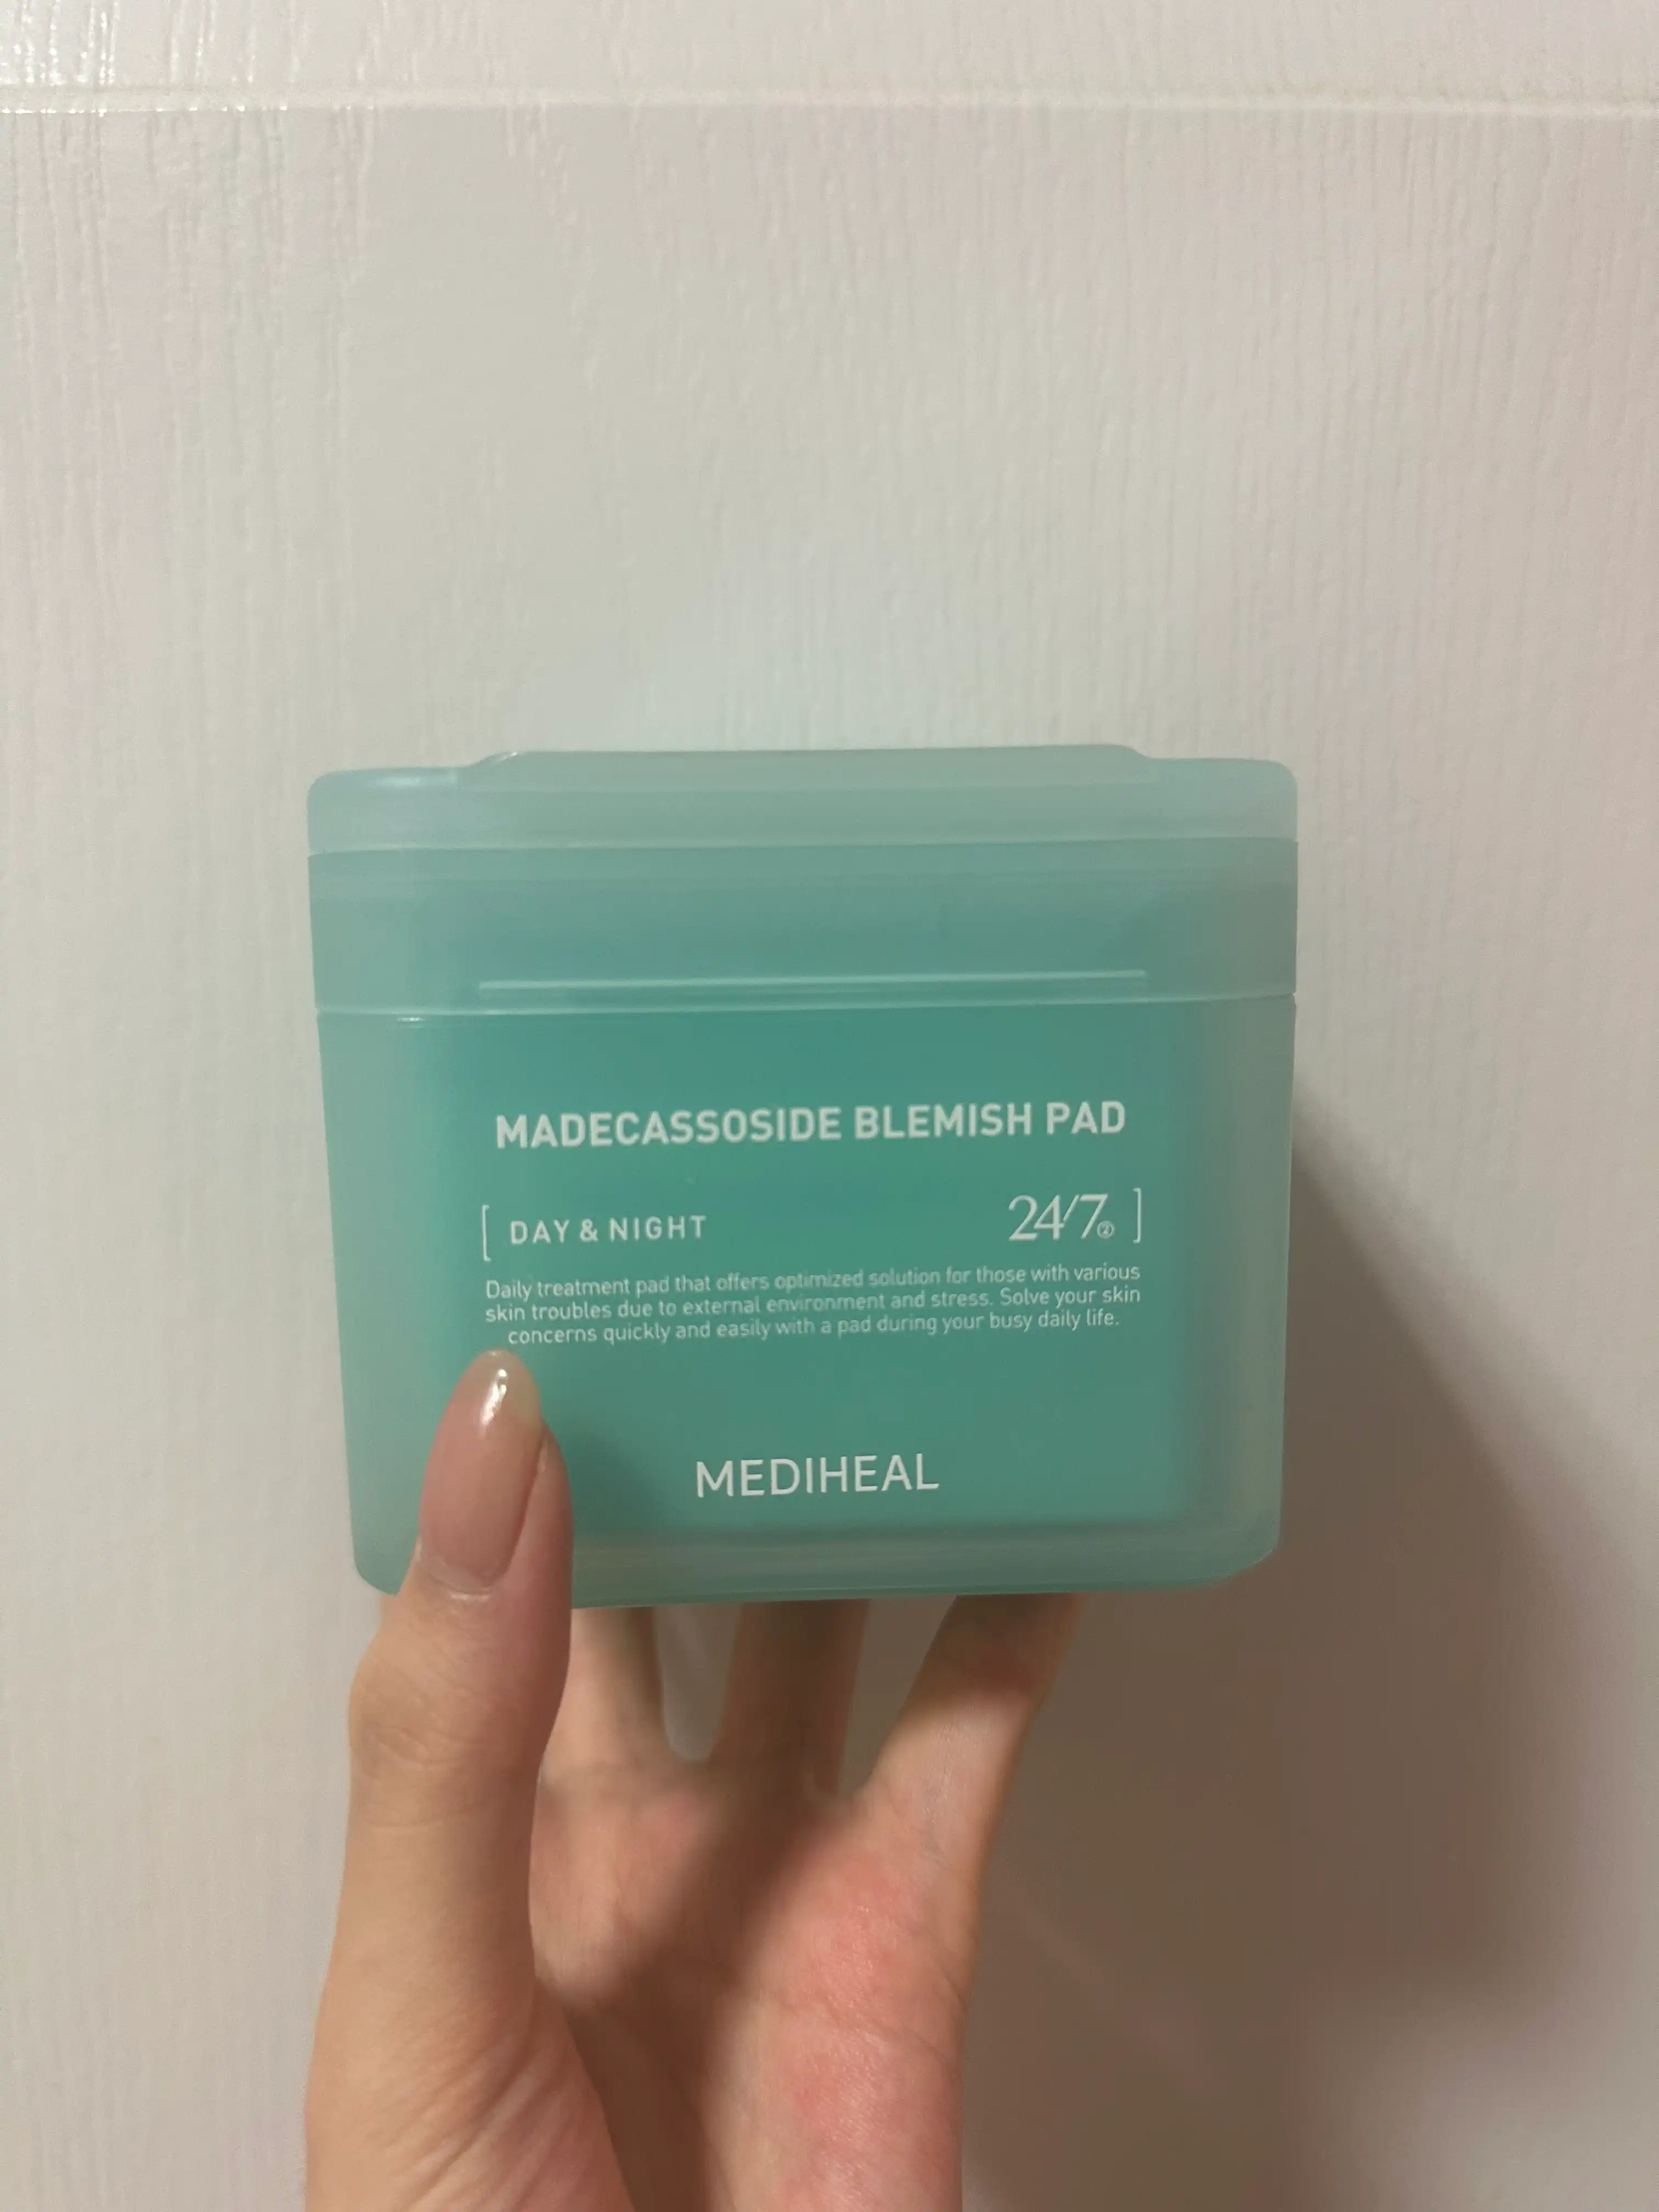 MADECASSOSIDE BLEMISH PAD
[ DAY & NIGHT 24/7② ]
Daily treatment pad that offers optimized solution for those with various
skin troubles due to external environment and stress. Solve your skin
concerns quickly and easily with a pad during your busy daily life.
MEDIHEAL